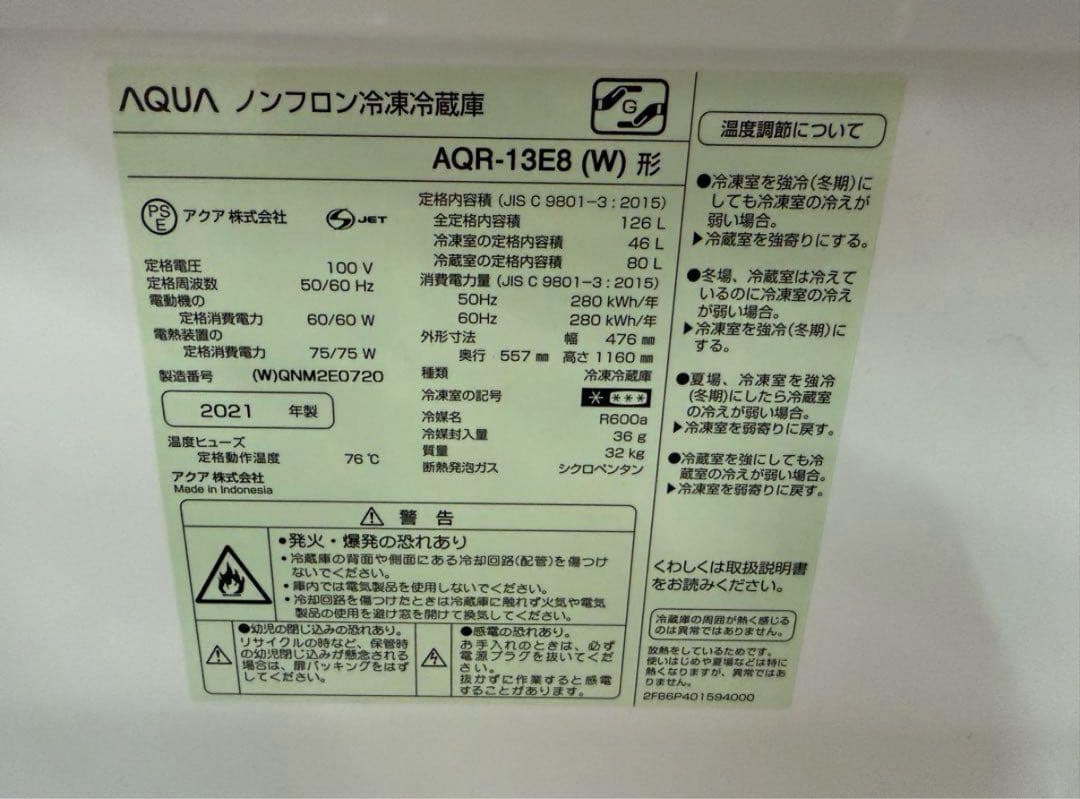 AQUA ノンフロン冷凍冷蔵庫
G
AQR-13E8 (W) 形
PS
E
アクア 株式会社
S JET
定格電圧 100 V
定格周波数 50/60 Hz
電動機の
定格消費電力 60/60 W
電熱装置の
定格消費電力 75/75 W
製造番号 (W)QNM2E0720
2021 年製
温度ヒューズ
定格動作温度 76 ℃
アクア 株式会社
Made in Indonesia
定格内容積 (JIS C 9801-3 : 2015)
全定格内容積 126 L
冷凍室の定格内容積 46 L
冷蔵室の定格内容積 80 L
消費電力量 (JIS C 9801-3 : 2015)
50Hz 280 kWh/年
60Hz 280 kWh/年
外形寸法 幅 476 ㎜
奥行 557 ㎜ 高さ 1160 ㎜
種類 冷凍冷蔵庫
冷凍室の記号 * ***
冷媒名 R600a
冷媒封入量 36 g
質量 32 kg
断熱発泡ガス シクロペンタン
⚠ 警 告
●発火・爆発の恐れあり
・冷蔵庫の背面や側面にある冷却回路(配管)を傷つけ
ないでください。
・庫内では電気製品を使用しないでください。
・冷却回路を傷つけたときは冷蔵庫に触れず火気や電気
製品の使用を避け窓を開けて換気してください。
●幼児の閉じ込みの恐れあり。
リサイクルの時など、保管時
の幼児閉じ込みが懸念される
場合は、扉パッキングをはず
してください。
●感電の恐れあり。
お手入れのときは、必ず
電源プラグを抜いてくだ
さい。
抜かずに作業すると感電
することがあります。
温度調節について
●冷凍室を強冷(冬期)に
しても冷凍室の冷えが
弱い場合。
▶冷蔵室を強寄りにする。
●冬場、冷蔵室は冷えて
いるのに冷凍室の冷え
が弱い場合。
▶冷凍室を強冷(冬期)に
する。
●夏場、冷凍室を強冷
(冬期)にしたら冷蔵室
の冷えが弱い場合。
▶冷凍室を弱寄りに戻す。
●冷蔵室を強にしても冷
蔵室の冷えが弱い場合。
▶冷凍室を弱寄りに戻す。
くわしくは取扱説明書
をお読みください。
冷蔵庫の周囲が熱く感じる
のは異常ではありません。
放熱をしているためです。
使いはじめや夏場などは特に
熱くなりますが、異常ではあ
りません。
2FB6P401594000